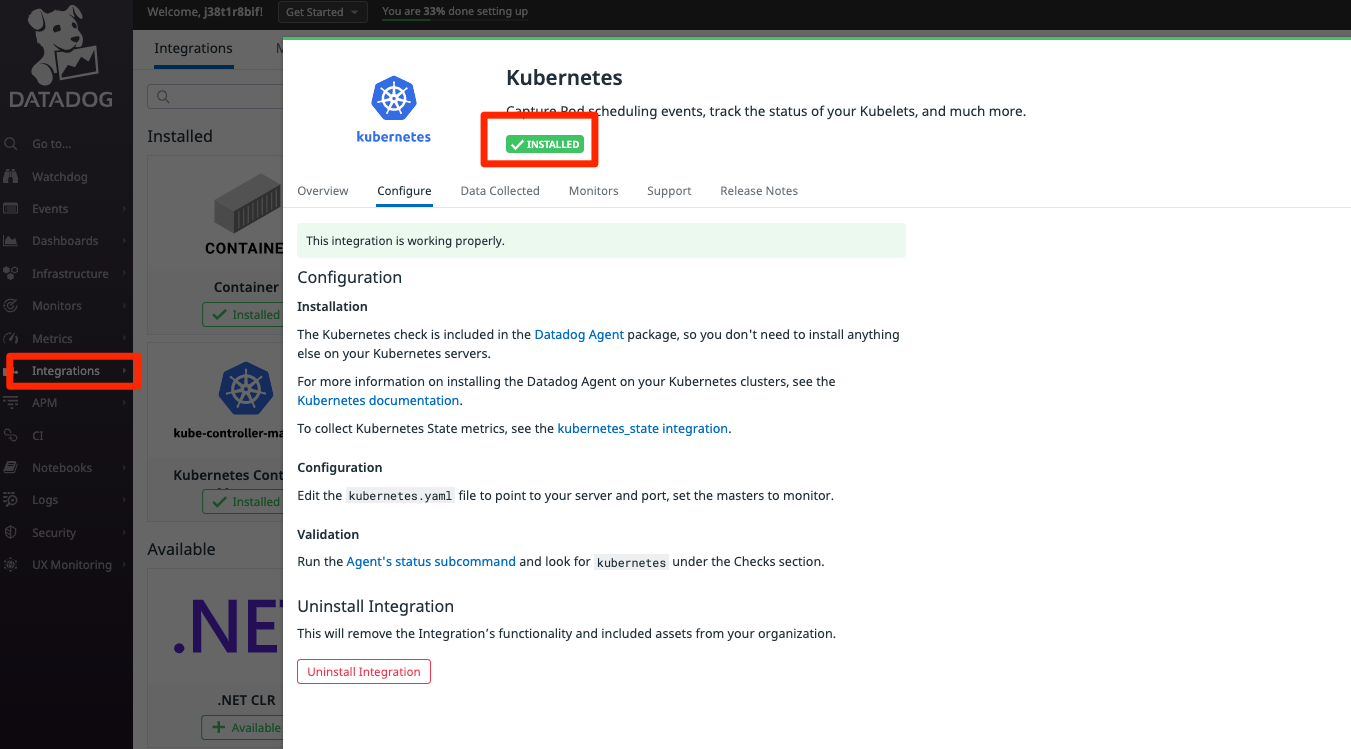 Welcome, j38t1r8bif!
Get Started
You are 33% done setting up
DATADOG
Go to...
Watchdog
Events
Dashboards
Infrastructure
Monitors
Metrics
Integrations
APM
CI
Notebooks
Logs
Security
UX Monitoring
Integrations
M
Installed
CONTAINE
Container
Installed
kube-controller-ma
Kubernetes Cont
Installed
Available
.NET
.NET CLR
Available
kubernetes
Kubernetes
Capture Pod scheduling events, track the status of your Kubelets, and much more.
INSTALLED
Overview
Configure
Data Collected
Monitors
Support
Release Notes
This integration is working properly.
Configuration
Installation
The Kubernetes check is included in the Datadog Agent package, so you don't need to install anything
else on your Kubernetes servers.
For more information on installing the Datadog Agent on your Kubernetes clusters, see the
Kubernetes documentation.
To collect Kubernetes State metrics, see the kubernetes_state integration.
Configuration
Edit the kubernetes.yaml file to point to your server and port, set the masters to monitor.
Validation
Run the Agent's status subcommand and look for kubernetes under the Checks section.
Uninstall Integration
This will remove the Integration’s functionality and included assets from your organization.
Uninstall Integration